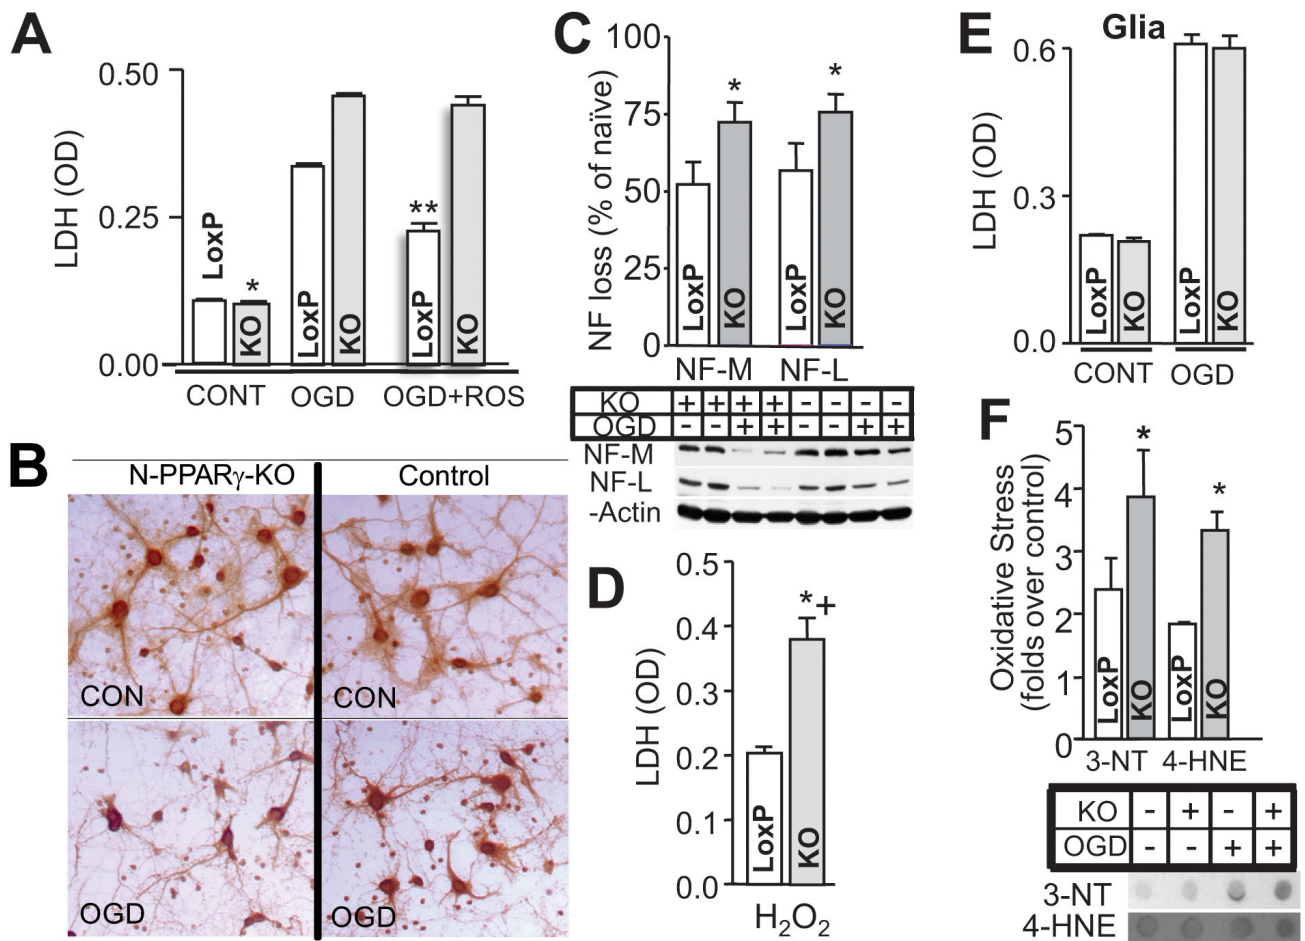 A
0.50
0.25
0.00
LDH (OD)
LoxP
*
KO
LoxP
KO
**
LoxP
KO
CONT OGD OGD+ROS
B
N-PPARγ-KO Control
CON CON
OGD OGD
C
100
75
50
25
0
NF loss (% of naïve)
* *
LoxP KO LoxP KO
NF-M NF-L
KO + + + + - - - -
OGD - - + + - - + +
NF-M
NF-L
-Actin
D
0.5
0.4
0.3
0.2
0.1
0.0
LDH (OD)
*+
LoxP KO
H₂O₂
E
Glia
0.6
0.3
0.0
LDH (OD)
LoxP KO
CONT OGD
F
5
4
3
2
1
0
Oxidative Stress
(folds over control)
* *
LoxP KO LoxP KO
3-NT 4-HNE
KO - + - +
OGD - - + +
3-NT
4-HNE